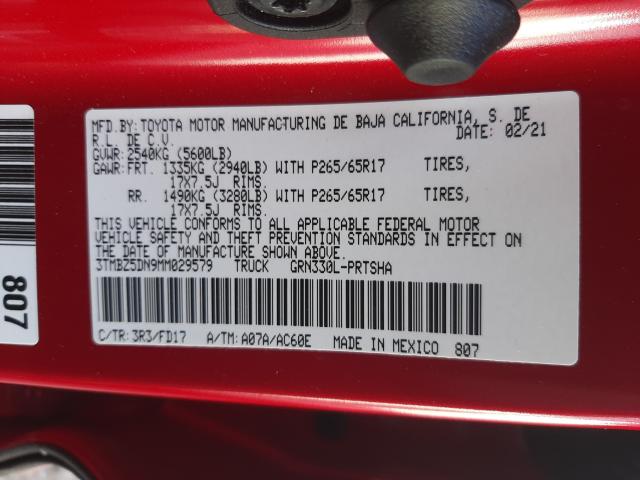 MFD.BY:TOYOTA MOTOR MANUFACTURING DE BAJA CALIFORNIA, S. DE
R.L. DE C.V. DATE: 02/21
GVWR: 2540KG (5600LB)
GAWR:FRT. 1335KG (2940LB) WITH P265/65R17 TIRES,
17X7.5J RIMS.
RR. 1490KG (3280LB) WITH P265/65R17 TIRES,
17X7.5J RIMS.
THIS VEHICLE CONFORMS TO ALL APPLICABLE FEDERAL MOTOR
VEHICLE SAFETY AND THEFT PREVENTION STANDARDS IN EFFECT ON
THE DATE OF MANUFACTURE SHOWN ABOVE.
3TMBZ5DN9MM029579 TRUCK GRN330L-PRTSHA
C/TR: 3R3/FD17 A/TM: A07A/AC60E MADE IN MEXICO 807
807